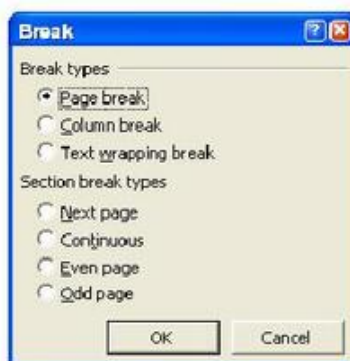 Break
Break types
Page break
Column break
Text wrapping break
Section break types
Next page
Continuous
Even page
Odd page
OK Cancel